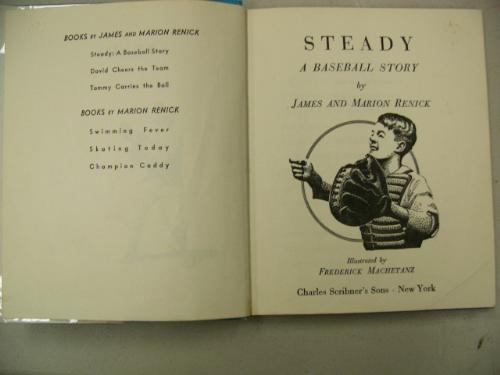 BOOKS BY JAMES AND MARION RENICK
Steady: A Baseball Story
David Cheers the Team
Tommy Carries the Ball
BOOKS BY MARION RENICK
Swimming Fever
Skating Today
Champion Caddy
STEADY
A BASEBALL STORY
by
JAMES AND MARION RENICK
Illustrated by
FREDERICK MACHETANZ
Charles Scribner's Sons - New York